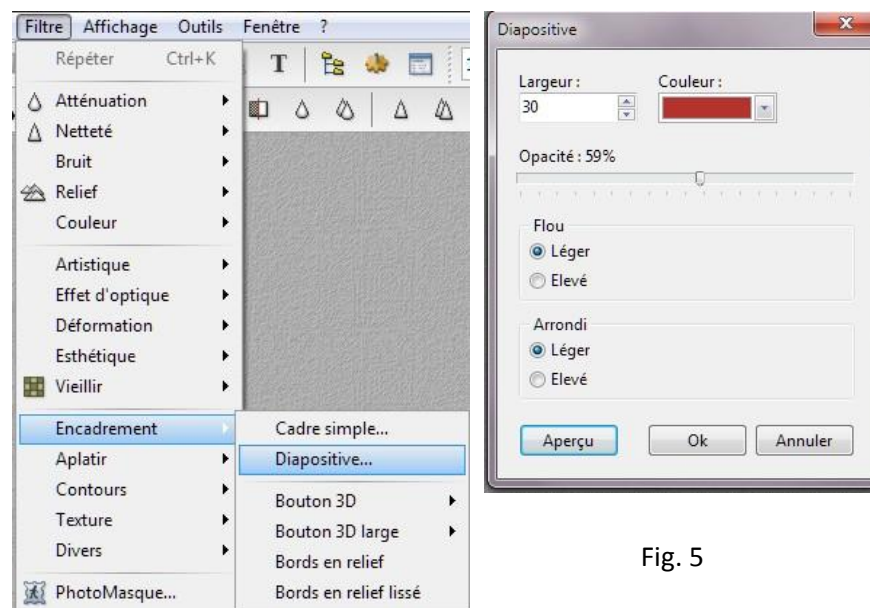 Filtre Affichage Outils Fenêtre ?
Répéter Ctrl+K
T
Atténuation
Netteté
Bruit
Relief
Couleur
Artistique
Effet d'optique
Déformation
Esthétique
Vieillir
Encadrement
Aplatir
Contours
Texture
Divers
PhotoMasque...
Cadre simple...
Diapositive...
Bouton 3D
Bouton 3D large
Bords en relief
Bords en relief lissé
Diapositive
Largeur : Couleur :
30
Opacité : 59%
Flou
Léger
Elevé
Arrondi
Léger
Elevé
Aperçu Ok Annuler
Fig. 5